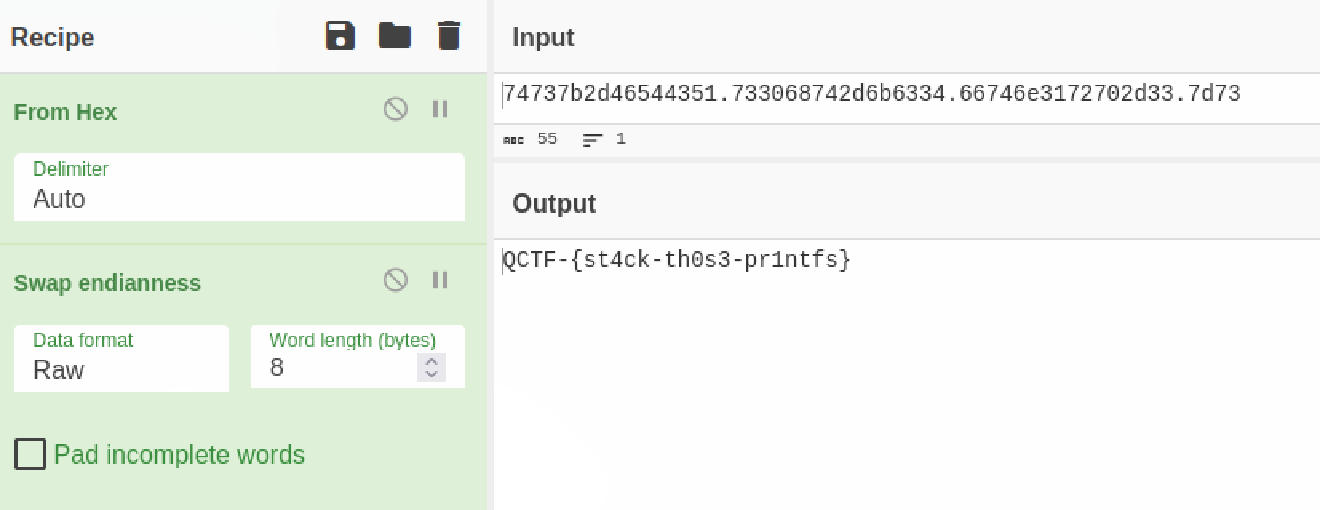 Recipe
From Hex
Delimiter
Auto
Swap endianness
Data format
Raw
Word length (bytes)
8
Pad incomplete words
Input
74737b2d46544351.733068742d6b6334.66746e3172702d33.7d73
ABC 55 1
Output
QCTF-{st4ck-th0s3-pr1ntfs}